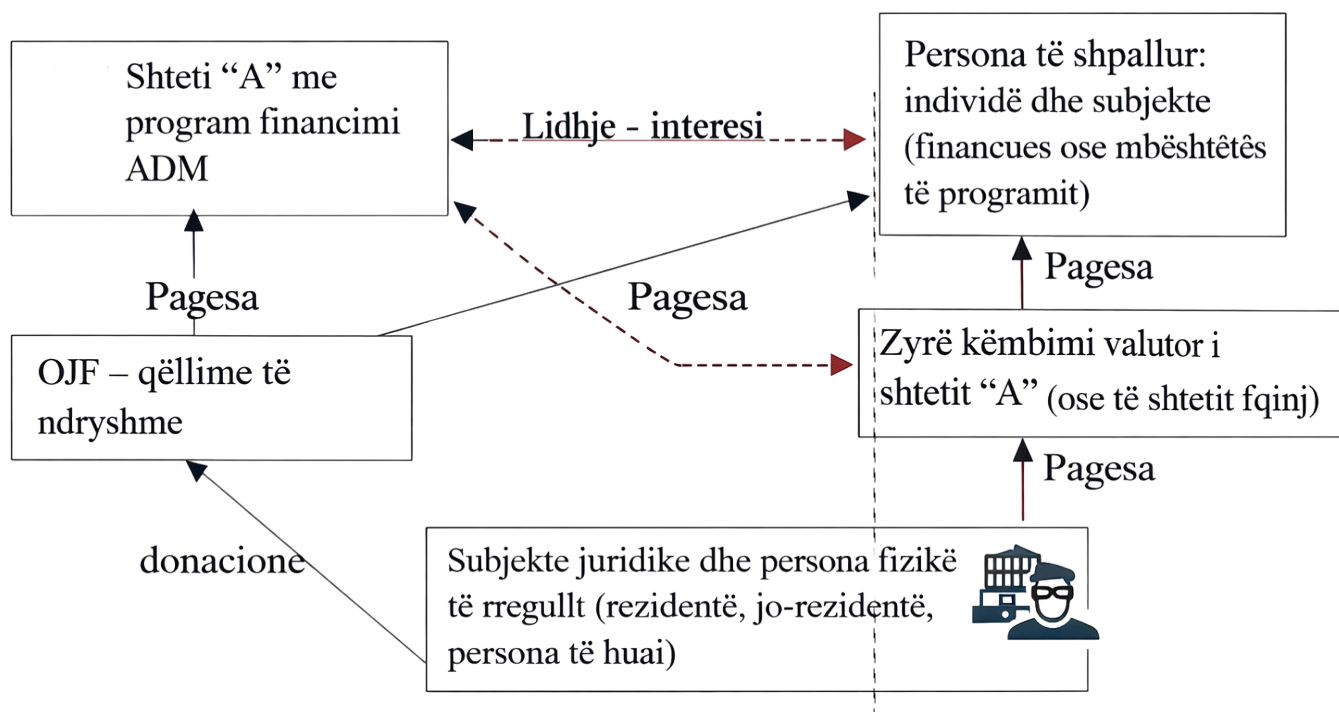 Shteti “A” me
program financimi
ADM
Lidhje - interesi
Persona të shpallur:
individë dhe subjekte
(financues ose mbështêtês
të programit)
Pagesa
Pagesa
Pagesa
OJF – qëllime të
ndryshme
Zyrë këmbimi valutor i
shtetit “A” (ose të shtetit fqinj)
Pagesa
donacione
Subjekte juridike dhe persona fizikë
të rregullt (rezidentë, jo-rezidentë,
persona të huai)